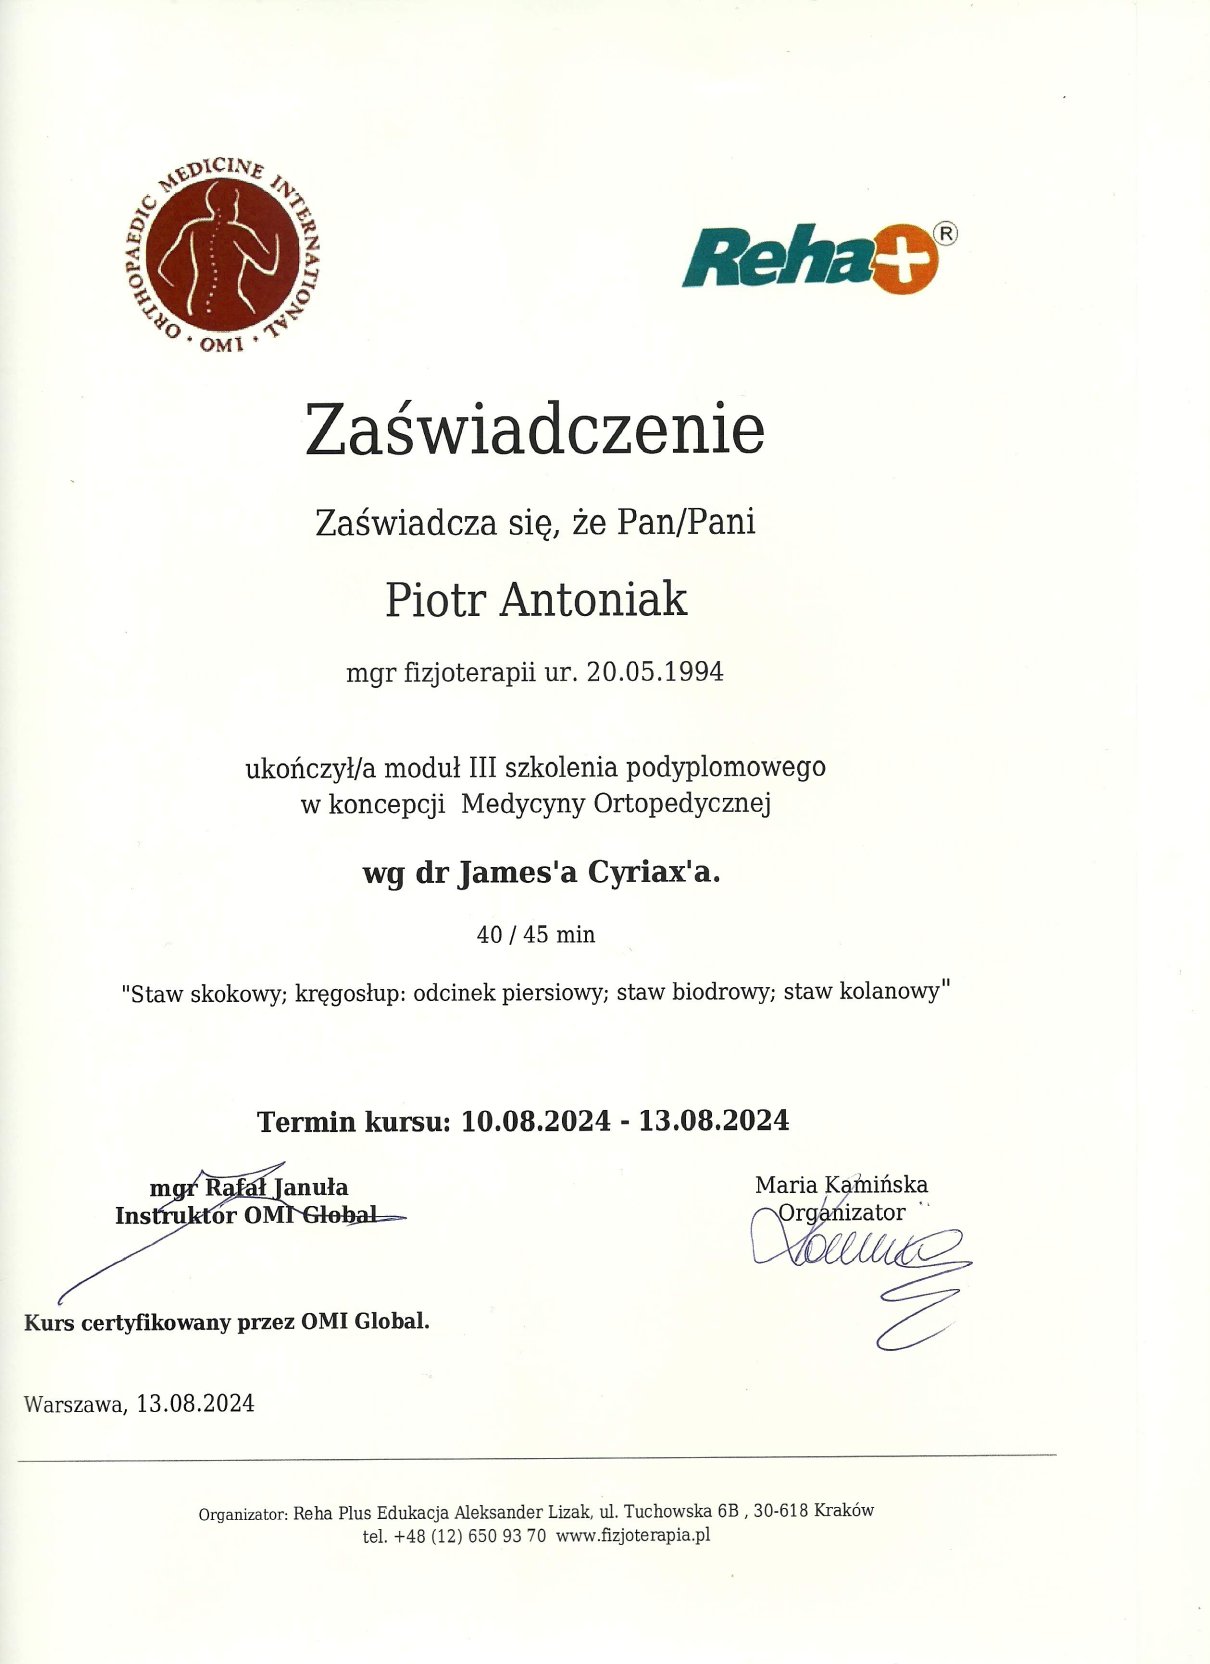 ORTHOPAEDIC MEDICINE INTERNATIONAL
· OMI ·
Reha+®
Zaświadczenie
Zaświadcza się, że Pan/Pani
Piotr Antoniak
mgr fizjoterapii ur. 20.05.1994
ukończył/a moduł III szkolenia podyplomowego
w koncepcji Medycyny Ortopedycznej
wg dr James'a Cyriax'a.
40 / 45 min
"Staw skokowy; kręgosłup: odcinek piersiowy; staw biodrowy; staw kolanowy"
Termin kursu: 10.08.2024 - 13.08.2024
mgr Rafał Januła
Instruktor OMI Global
Maria Kamińska
Organizator
Kurs certyfikowany przez OMI Global.
Warszawa, 13.08.2024
Organizator: Reha Plus Edukacja Aleksander Lizak, ul. Tuchowska 6B , 30-618 Kraków
tel. +48 (12) 650 93 70 www.fizjoterapia.pl